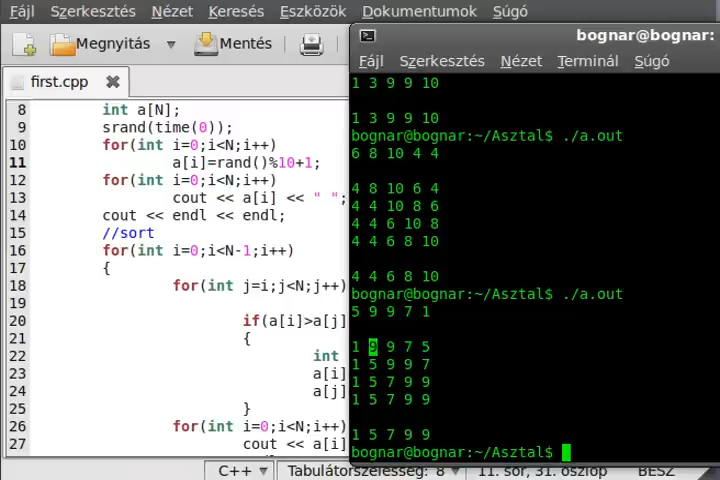 Fájl Szerkesztés Nézet Keresés Eszközök Dokumentumok Súgó
Megnyitás Mentés
first.cpp
8 int a[N];
9 srand(time(0));
10 for(int i=0;i<N;i++)
11 a[i]=rand()%10+1;
12 for(int i=0;i<N;i++)
13 cout << a[i] << " ";
14 cout << endl << endl;
15 //sort
16 for(int i=0;i<N-1;i++)
17 {
18 for(int j=i;j<N;j++)
19
20 if(a[i]>a[j]
21 {
22 int
23 a[i]
24 a[j]
25 }
26 for(int i=0;i<N;i++)
27 cout << a[i]
C++ Tabulátorszélesség: 8 11. sor, 31. oszlop BESZ
bognar@bognar:
Fájl Szerkesztés Nézet Terminál Súgó
1 3 9 9 10
1 3 9 9 10
bognar@bognar:~/Asztal$ ./a.out
6 8 10 4 4
4 8 10 6 4
4 4 10 8 6
4 4 6 10 8
4 4 6 8 10
4 4 6 8 10
bognar@bognar:~/Asztal$ ./a.out
5 9 9 7 1
1 9 9 7 5
1 5 9 9 7
1 5 7 9 9
1 5 7 9 9
1 5 7 9 9
bognar@bognar:~/Asztal$